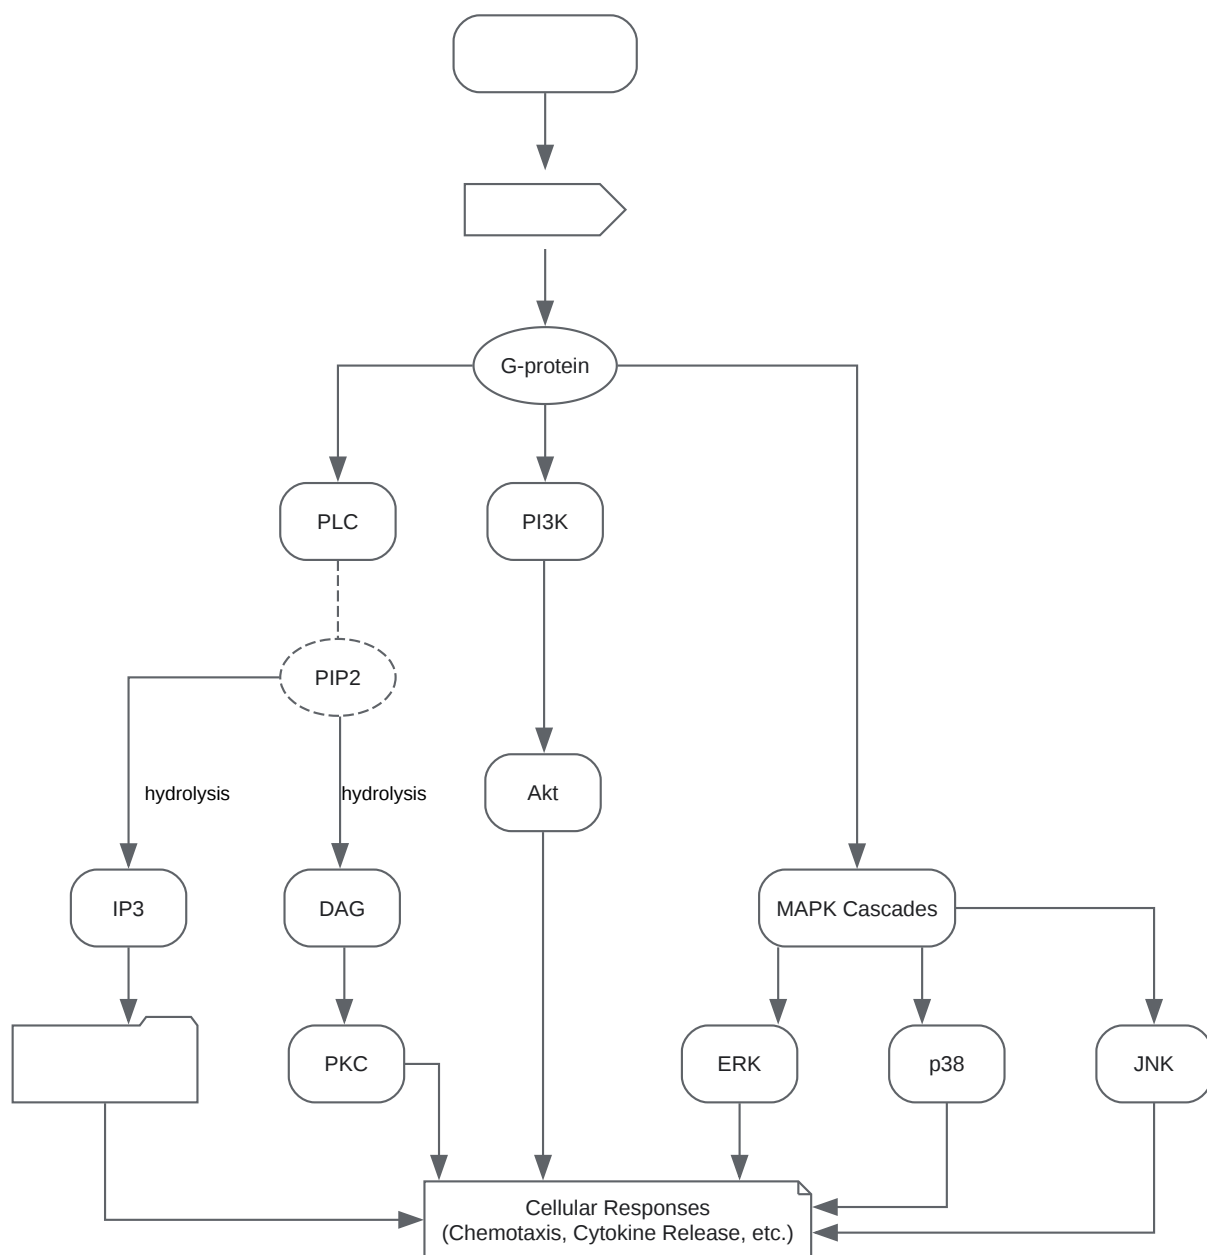 G-protein
PLC
PI3K
PIP2
hydrolysis
hydrolysis
Akt
IP3
DAG
MAPK Cascades
PKC
ERK
p38
JNK
Cellular Responses
(Chemotaxis, Cytokine Release, etc.)